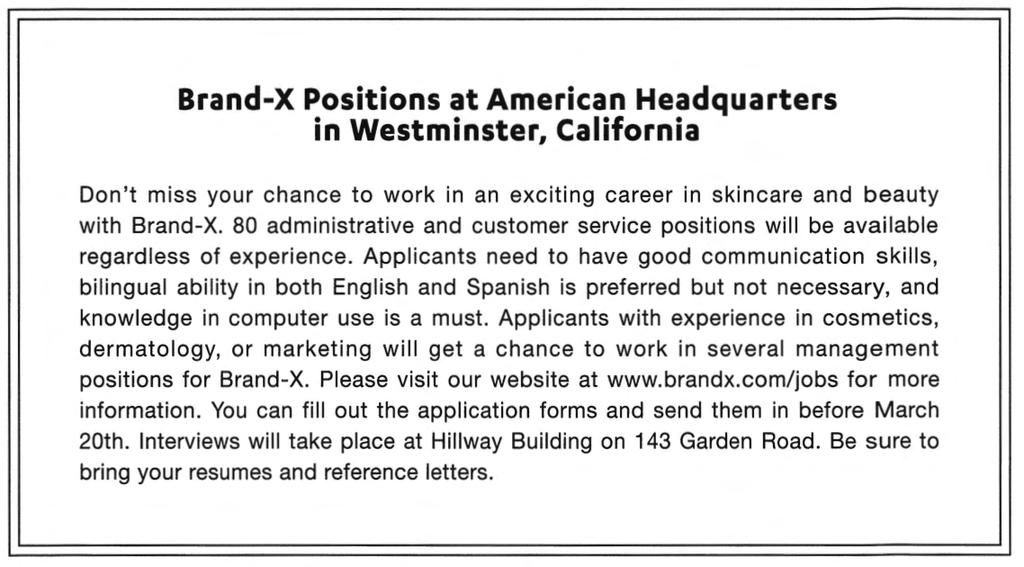 Brand-X Positions at American Headquarters
in Westminster, California
Don't miss your chance to work in an exciting career in skincare and beauty
with Brand-X. 80 administrative and customer service positions will be available
regardless of experience. Applicants need to have good communication skills,
bilingual ability in both English and Spanish is preferred but not necessary, and
knowledge in computer use is a must. Applicants with experience in cosmetics,
dermatology, or marketing will get a chance to work in several management
positions for Brand-X. Please visit our website at www.brandx.com/jobs for more
information. You can fill out the application forms and send them in before March
20th. Interviews will take place at Hillway Building on 143 Garden Road. Be sure to
bring your resumes and reference letters.